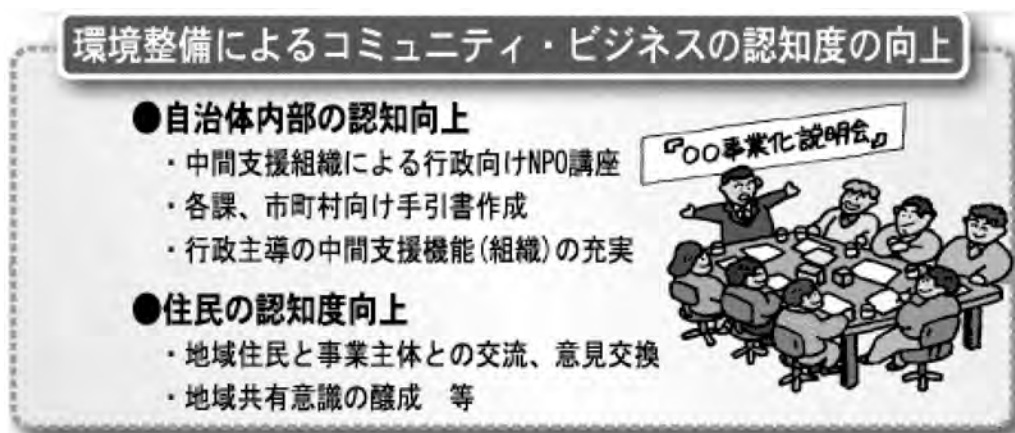 環境整備によるコミュニティ・ビジネスの認知度の向上
●自治体内部の認知向上
・中間支援組織による行政向けNPO講座
・各課、市町村向け手引書作成
・行政主導の中間支援機能(組織)の充実
●住民の認知度向上
・地域住民と事業主体との交流、意見交換
・地域共有意識の醸成　等
『○○事業化説明会』